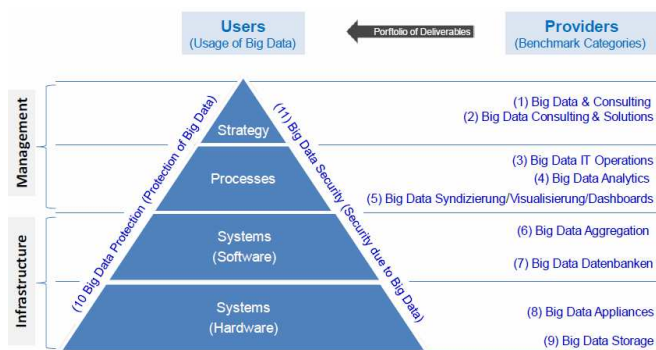 Users
(Usage of Big Data)
Porftolio of Deliverables
Providers
(Benchmark Categories)
Management
Infrastructure
(10 Big Data Protection (Protection of Big Data)
(11) Big Data Security (Security due to Big Data)
Strategy
(1) Big Data & Consulting
(2) Big Data Consulting & Solutions
Processes
(3) Big Data IT Operations
(4) Big Data Analytics
(5) Big Data Syndizierung/Visualisierung/Dashboards
Systems
(Software)
(6) Big Data Aggregation
(7) Big Data Datenbanken
Systems
(Hardware)
(8) Big Data Appliances
(9) Big Data Storage